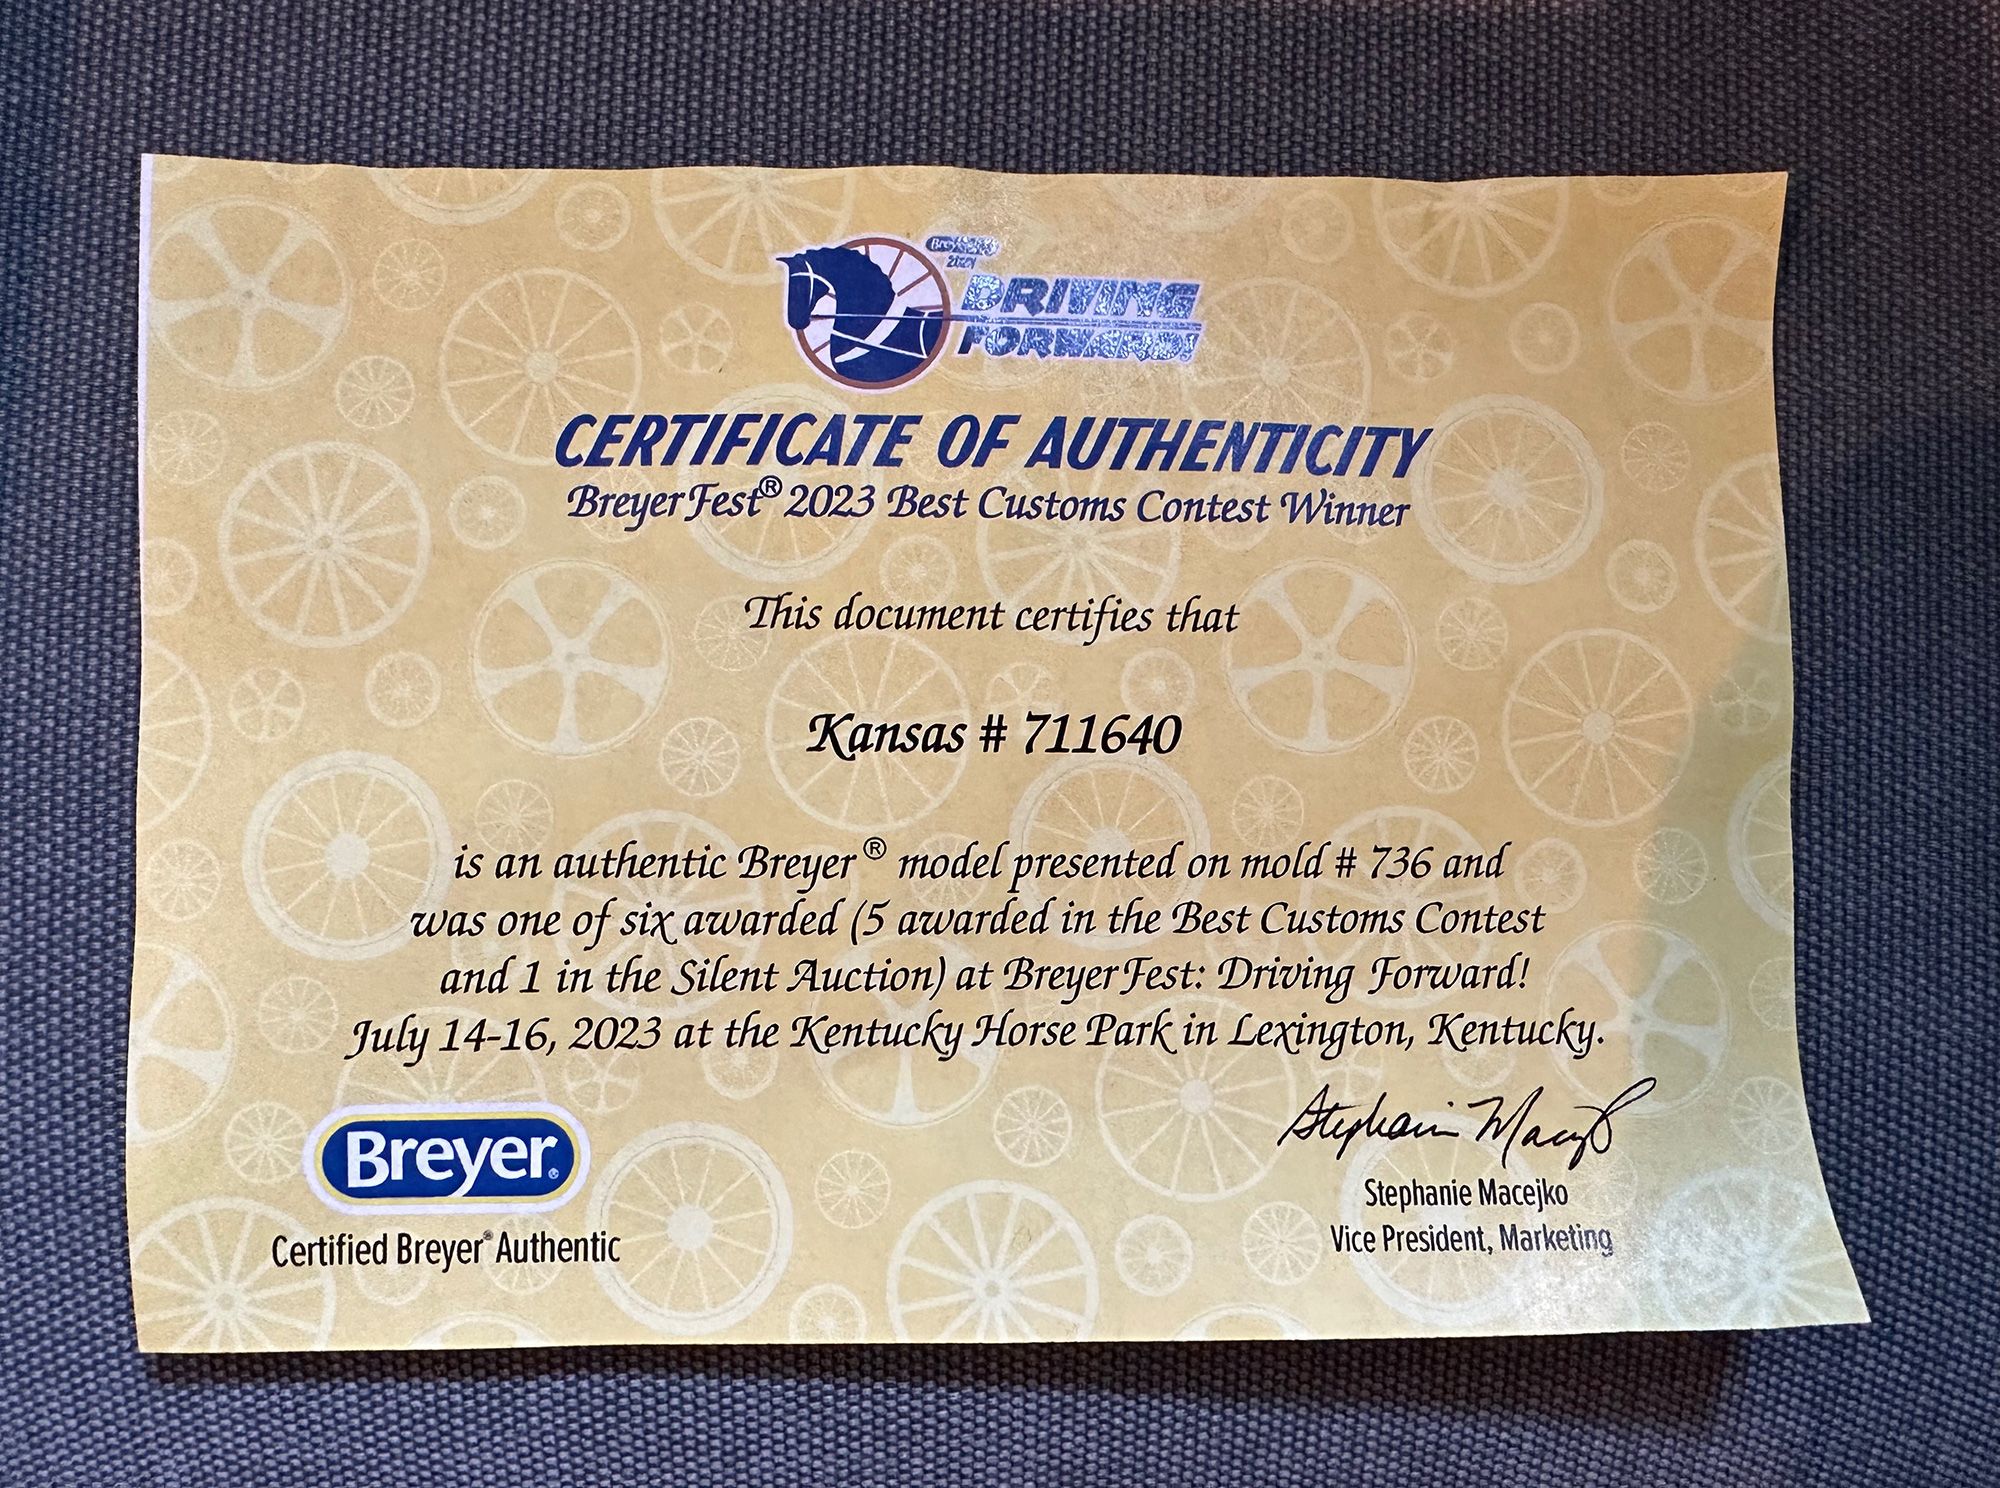 BreyerFest
DRIVING
FORWARD!
CERTIFICATE OF AUTHENTICITY
BreyerFest® 2023 Best Customs Contest Winner
This document certifies that
Kansas # 711640
is an authentic Breyer® model presented on mold # 736 and
was one of six awarded (5 awarded in the Best Customs Contest
and 1 in the Silent Auction) at BreyerFest: Driving Forward!
July 14-16, 2023 at the Kentucky Horse Park in Lexington, Kentucky.
Stephanie Macejko
Breyer®
Stephanie Macejko
Vice President, Marketing
Certified Breyer® Authentic